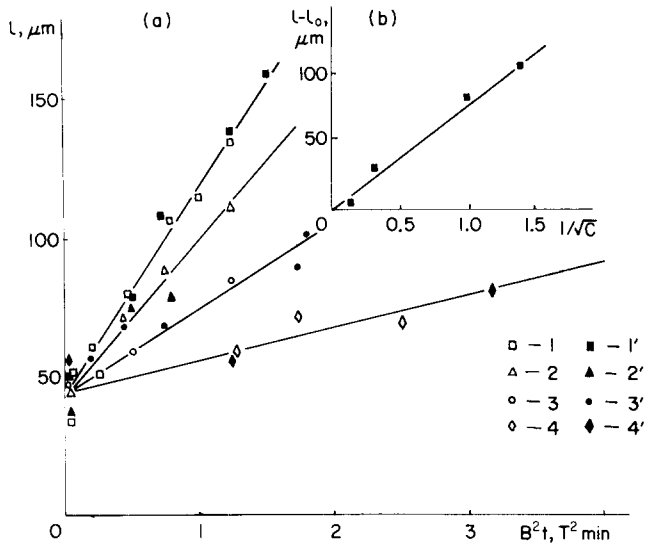 l, μm
(a)
l-l₀, μm
(b)
150
100
50
0
100
50
0
0.5
1.0
1.5
1/√C
□ — 1
■ — 1'
△ — 2
▲ — 2'
○ — 3
● — 3'
◇ — 4
♦ — 4'
0
1
2
3
B²t, T² min